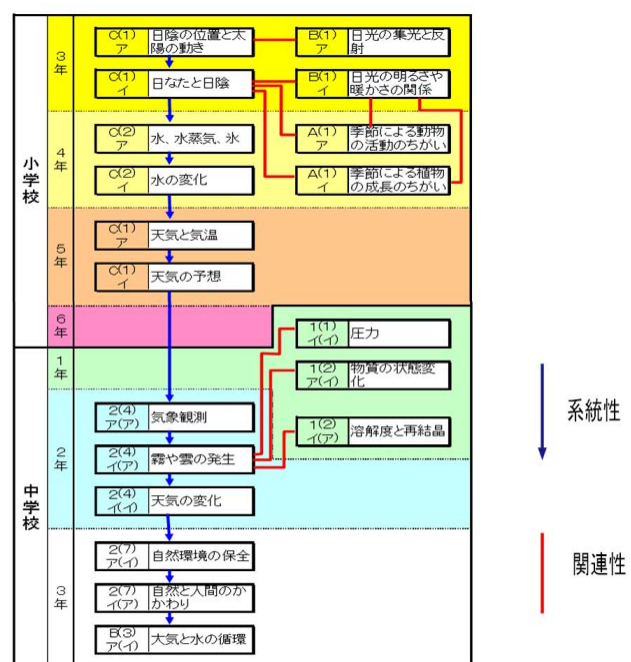 小学校
3年
C(1)
ア
日陰の位置と太
陽の動き
B(1)
ア
日光の集光と反
射
C(1)
イ
日なたと日陰
B(1)
イ
日光の明るさや
暖かさの関係
4年
C(2)
ア
水、水蒸気、氷
A(1)
ア
季節による動物
の活動のちがい
C(2)
イ
水の変化
A(1)
イ
季節による植物
の成長のちがい
5年
C(1)
ア
天気と気温
C(1)
イ
天気の予想
6年
1(1)
イ(イ)
圧力
中学校
1年
1(2)
ア(イ)
物質の状態変
化
2年
2(4)
ア(ア)
気象観測
1(2)
イ(ア)
溶解度と再結晶
2(4)
イ(ア)
霧や雲の発生
2(4)
イ(イ)
天気の変化
3年
2(7)
ア(イ)
自然環境の保全
2(7)
イ(ア)
自然と人間のか
かわり
B(3)
ア(イ)
大気と水の循環
系統性
関連性